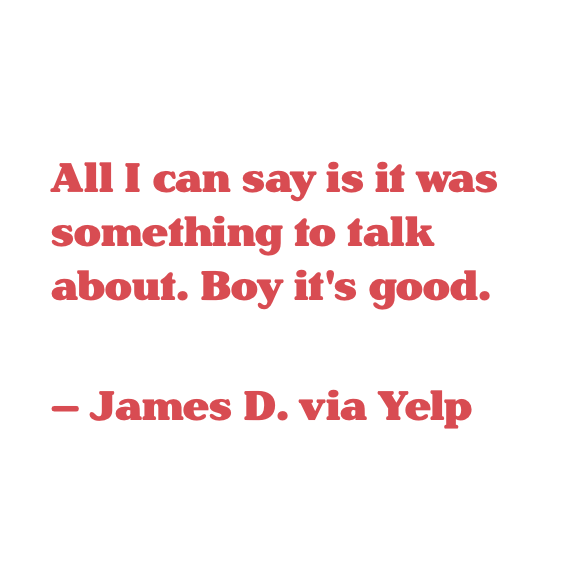 All I can say is it was
something to talk
about. Boy it's good.
– James D. via Yelp